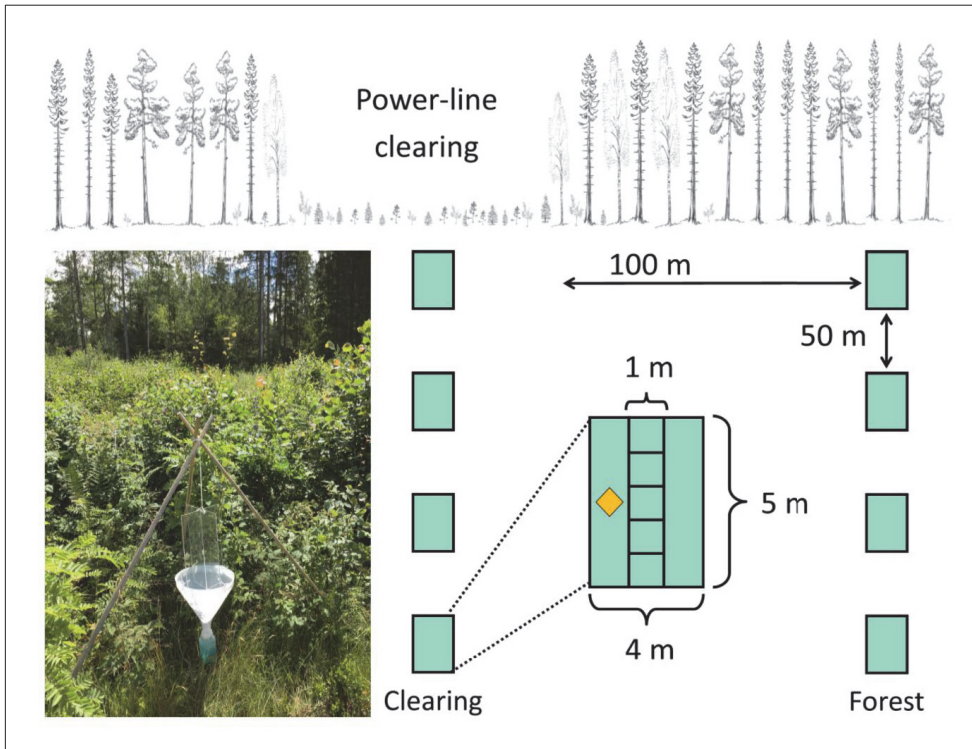 Power-line
clearing
100 m
50 m
1 m
5 m
4 m
Clearing
Forest